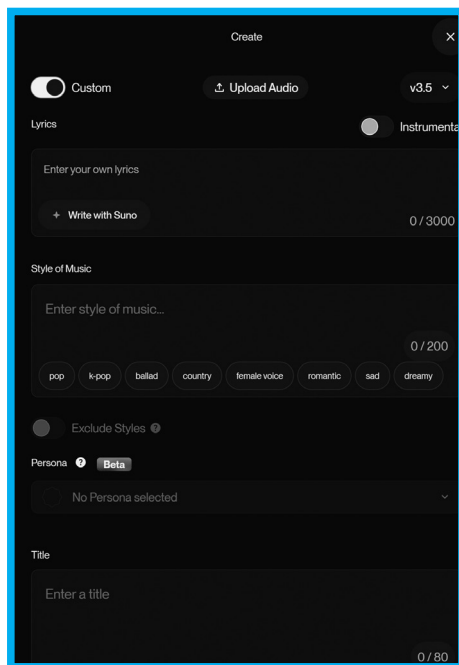 Create
Custom
Upload Audio
v3.5
Lyrics
Instrumenta
Enter your own lyrics
Write with Suno
0 / 3000
Style of Music
Enter style of music...
0 / 200
pop k-pop ballad country female voice romantic sad dreamy
Exclude Styles ?
Persona ? Beta
No Persona selected
Title
Enter a title
0 / 80